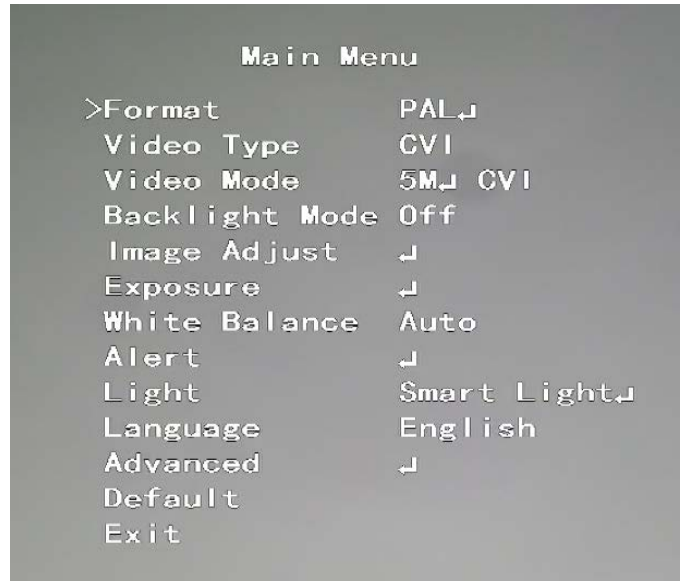 Main Menu
>Format PAL↵
Video Type CVI
Video Mode 5M↵ CVI
Backlight Mode Off
Image Adjust ↵
Exposure ↵
White Balance Auto
Alert ↵
Light Smart Light↵
Language English
Advanced ↵
Default
Exit